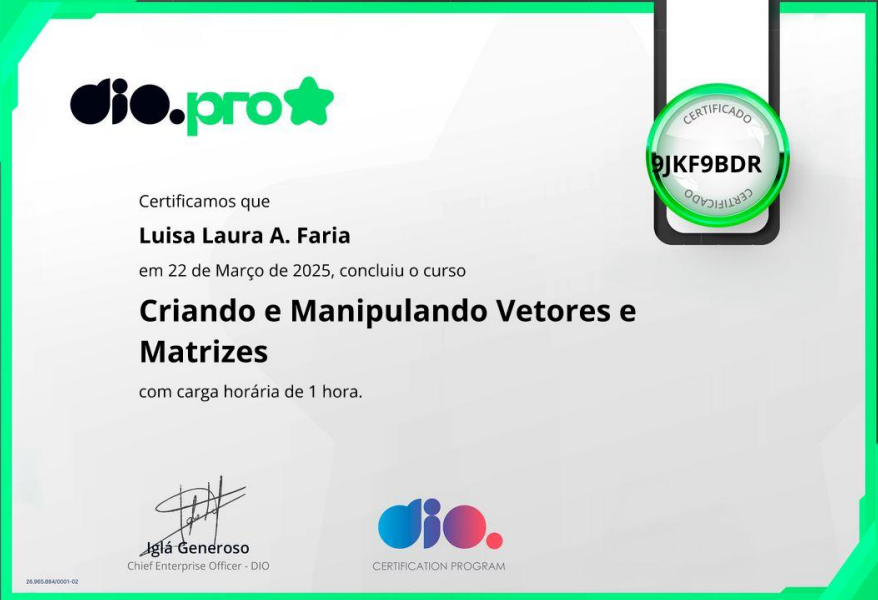 dio.pro
CERTIFICADO
9JKF9BDR
CERTIFICADO
Certificamos que
Luisa Laura A. Faria
em 22 de Março de 2025, concluiu o curso
Criando e Manipulando Vetores e
Matrizes
com carga horária de 1 hora.
Iglá Generoso
Chief Enterprise Officer - DIO
dio.
CERTIFICATION PROGRAM
26.965.884/0001-02